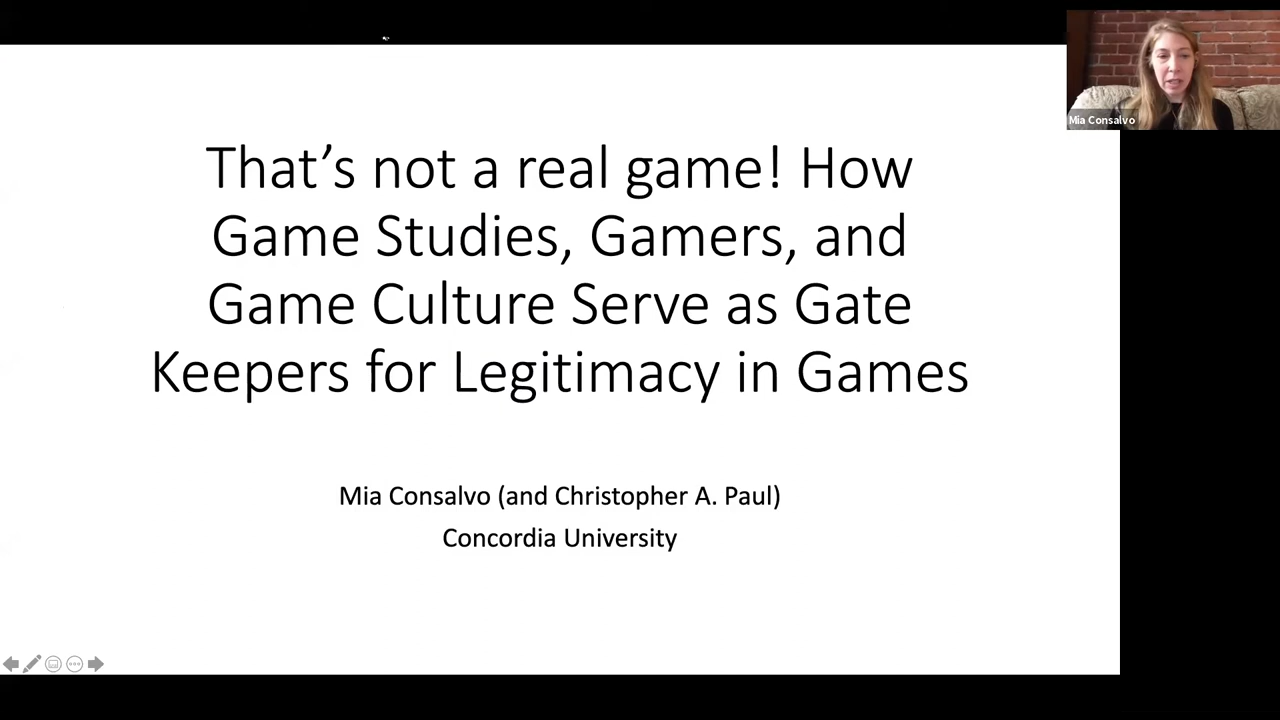 Mia Consalvo
That’s not a real game! How
Game Studies, Gamers, and
Game Culture Serve as Gate
Keepers for Legitimacy in Games
Mia Consalvo (and Christopher A. Paul)
Concordia University